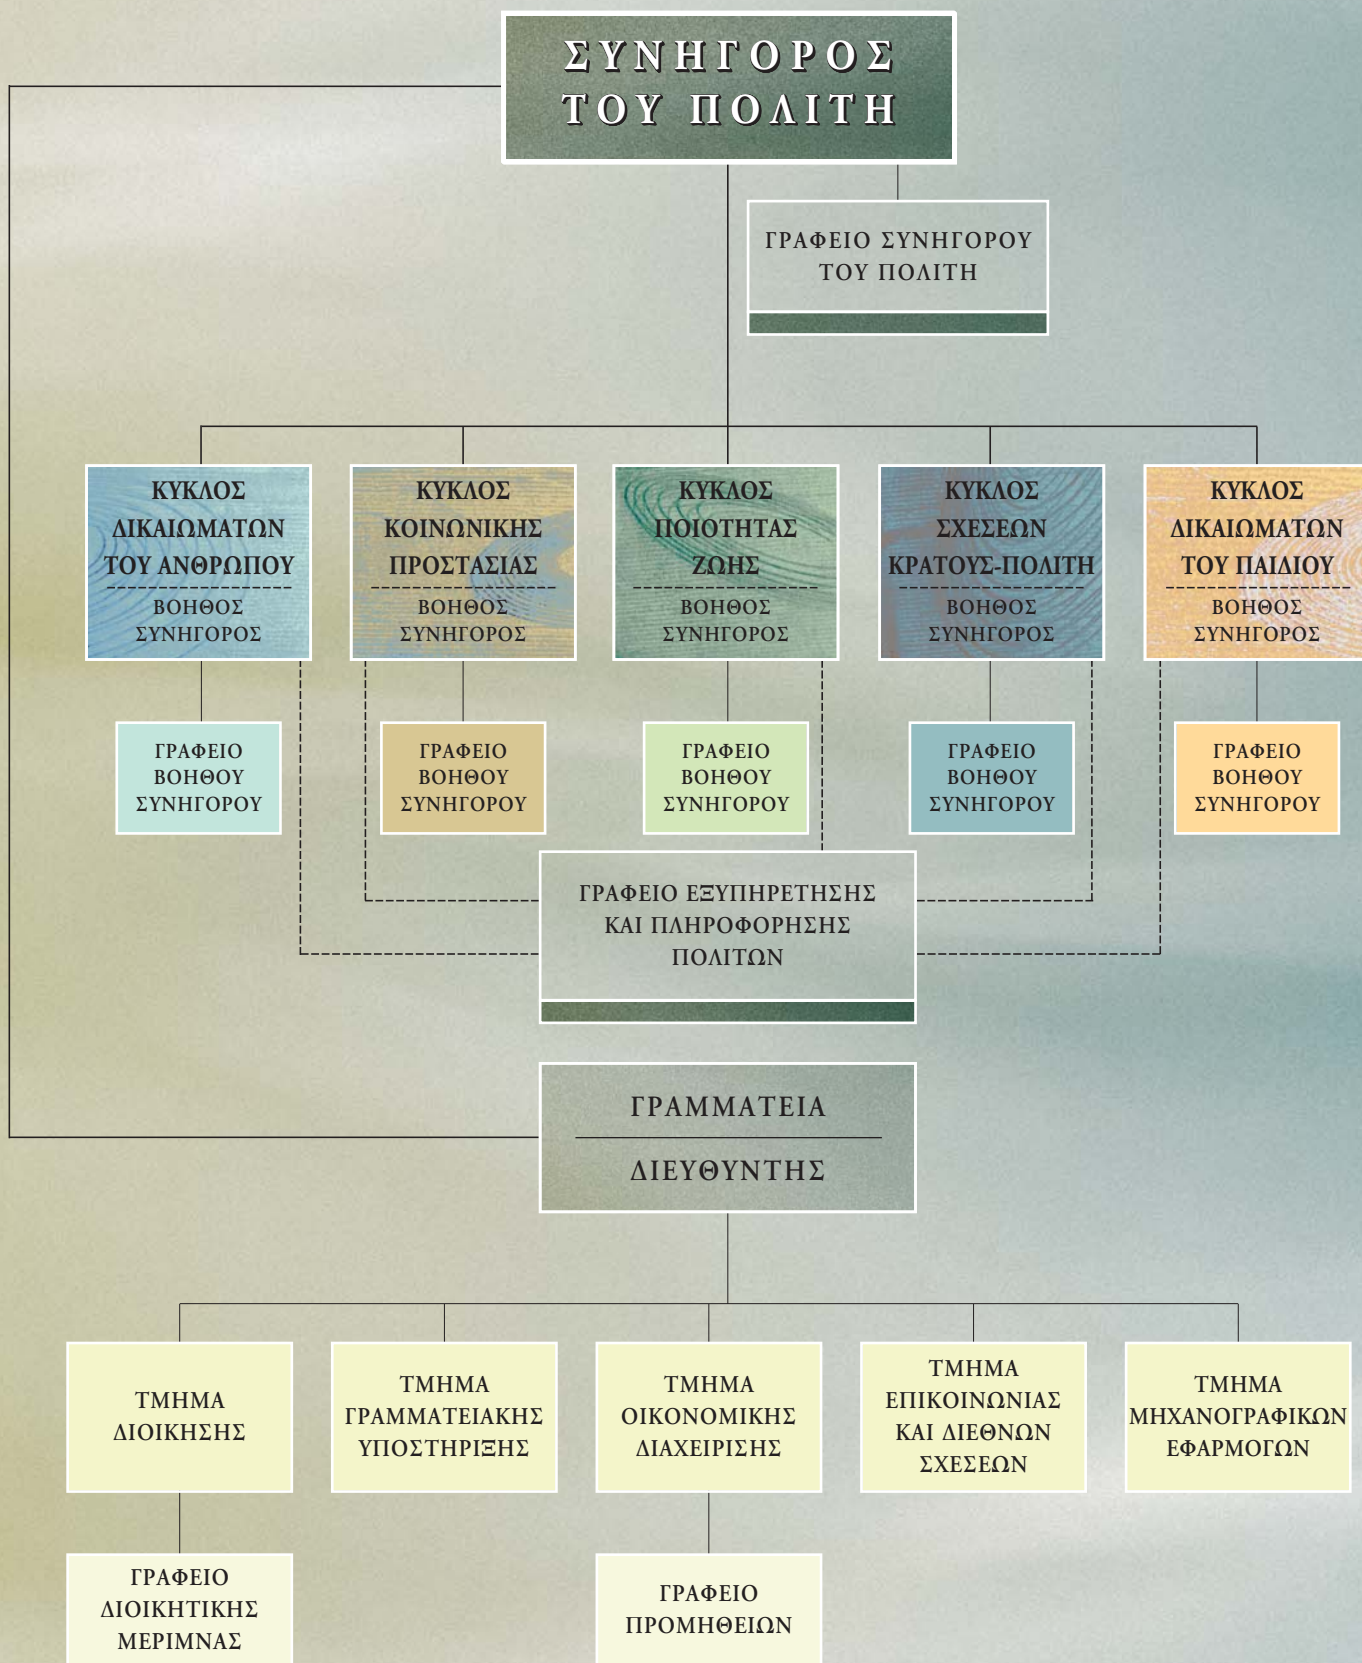 ΣΥΝΗΓΟΡΟΣ
ΤΟΥ ΠΟΛΙΤΗ
ΓΡΑΦΕΙΟ ΣΥΝΗΓΟΡΟΥ
ΤΟΥ ΠΟΛΙΤΗ
ΚΥΚΛΟΣ
ΔΙΚΑΙΩΜΑΤΩΝ
ΤΟΥ ΑΝΘΡΩΠΟΥ
ΒΟΗΘΟΣ
ΣΥΝΗΓΟΡΟΣ
ΚΥΚΛΟΣ
ΚΟΙΝΩΝΙΚΗΣ
ΠΡΟΣΤΑΣΙΑΣ
ΒΟΗΘΟΣ
ΣΥΝΗΓΟΡΟΣ
ΚΥΚΛΟΣ
ΠΟΙΟΤΗΤΑΣ
ΖΩΗΣ
ΒΟΗΘΟΣ
ΣΥΝΗΓΟΡΟΣ
ΚΥΚΛΟΣ
ΣΧΕΣΕΩΝ
ΚΡΑΤΟΥΣ-ΠΟΛΙΤΗ
ΒΟΗΘΟΣ
ΣΥΝΗΓΟΡΟΣ
ΚΥΚΛΟΣ
ΔΙΚΑΙΩΜΑΤΩΝ
ΤΟΥ ΠΑΙΔΙΟΥ
ΒΟΗΘΟΣ
ΣΥΝΗΓΟΡΟΣ
ΓΡΑΦΕΙΟ
ΒΟΗΘΟΥ
ΣΥΝΗΓΟΡΟΥ
ΓΡΑΦΕΙΟ
ΒΟΗΘΟΥ
ΣΥΝΗΓΟΡΟΥ
ΓΡΑΦΕΙΟ
ΒΟΗΘΟΥ
ΣΥΝΗΓΟΡΟΥ
ΓΡΑΦΕΙΟ
ΒΟΗΘΟΥ
ΣΥΝΗΓΟΡΟΥ
ΓΡΑΦΕΙΟ
ΒΟΗΘΟΥ
ΣΥΝΗΓΟΡΟΥ
ΓΡΑΦΕΙΟ ΕΞΥΠΗΡΕΤΗΣΗΣ
ΚΑΙ ΠΛΗΡΟΦΟΡΗΣΗΣ
ΠΟΛΙΤΩΝ
ΓΡΑΜΜΑΤΕΙΑ
ΔΙΕΥΘΥΝΤΗΣ
ΤΜΗΜΑ
ΔΙΟΙΚΗΣΗΣ
ΤΜΗΜΑ
ΓΡΑΜΜΑΤΕΙΑΚΗΣ
ΥΠΟΣΤΗΡΙΞΗΣ
ΤΜΗΜΑ
ΟΙΚΟΝΟΜΙΚΗΣ
ΔΙΑΧΕΙΡΙΣΗΣ
ΤΜΗΜΑ
ΕΠΙΚΟΙΝΩΝΙΑΣ
ΚΑΙ ΔΙΕΘΝΩΝ
ΣΧΕΣΕΩΝ
ΤΜΗΜΑ
ΜΗΧΑΝΟΓΡΑΦΙΚΩΝ
ΕΦΑΡΜΟΓΩΝ
ΓΡΑΦΕΙΟ
ΔΙΟΙΚΗΤΙΚΗΣ
ΜΕΡΙΜΝΑΣ
ΓΡΑΦΕΙΟ
ΠΡΟΜΗΘΕΙΩΝ